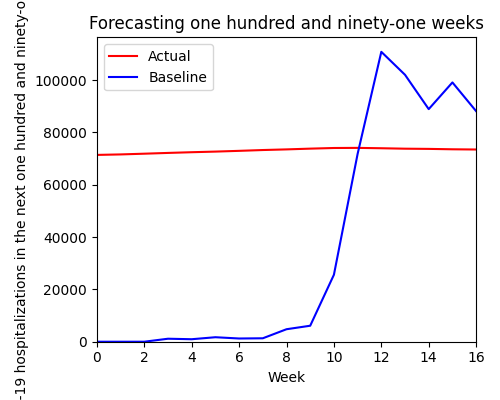 Forecasting one hundred and ninety-one weeks
Actual
Baseline
-19 hospitalizations in the next one hundred and ninety-o
100000
80000
60000
40000
20000
0
0 2 4 6 8 10 12 14 16
Week